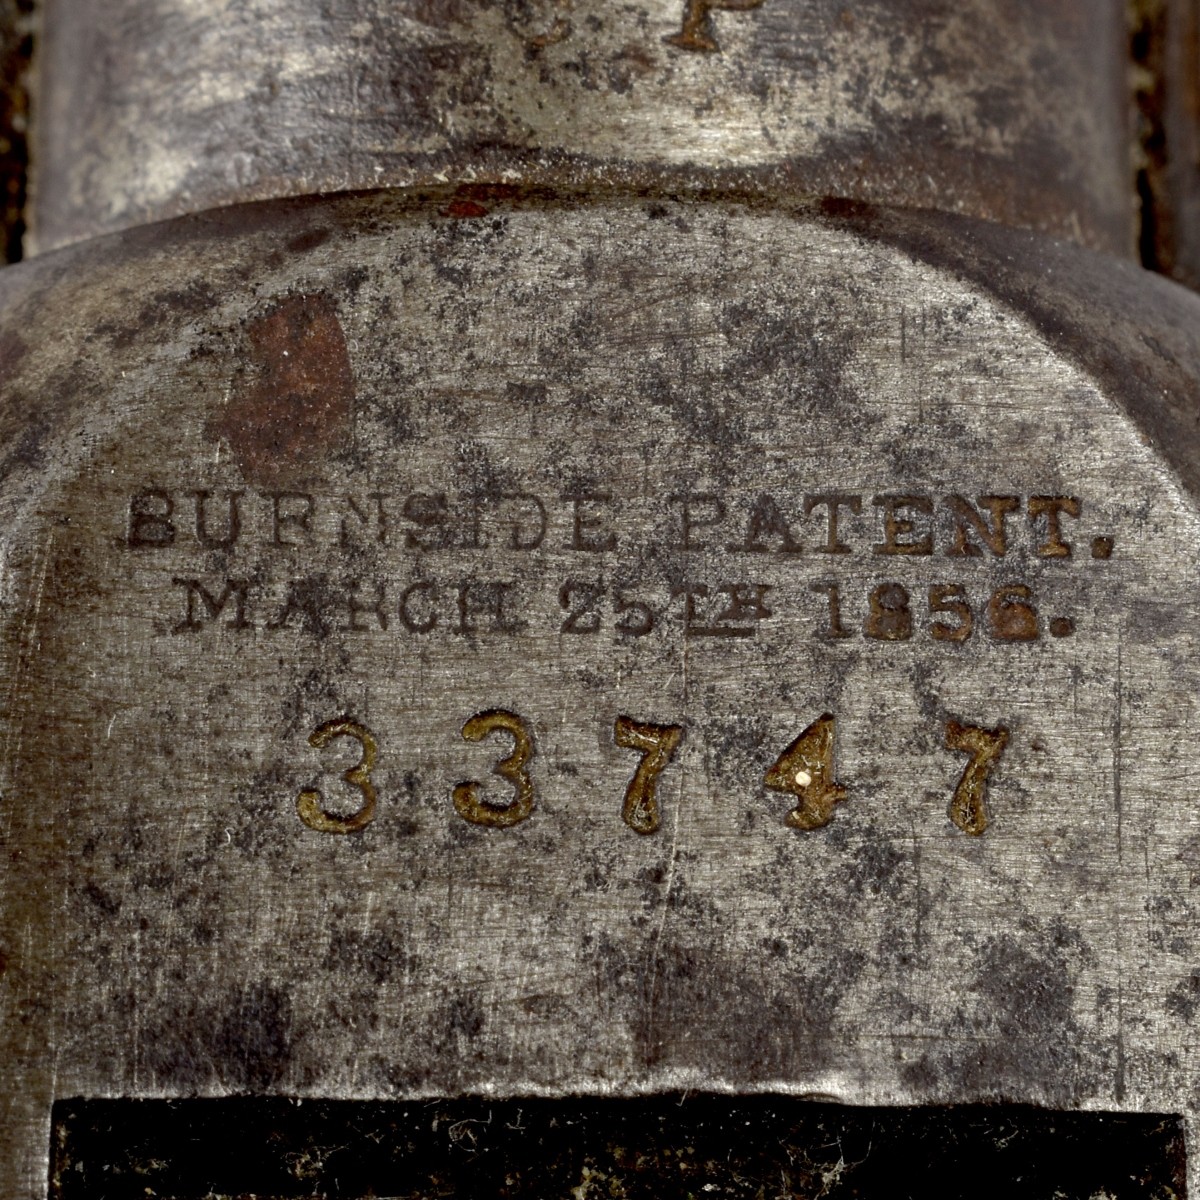 P
BURNSIDE PATENT.
MARCH 25TH 1856.
33747